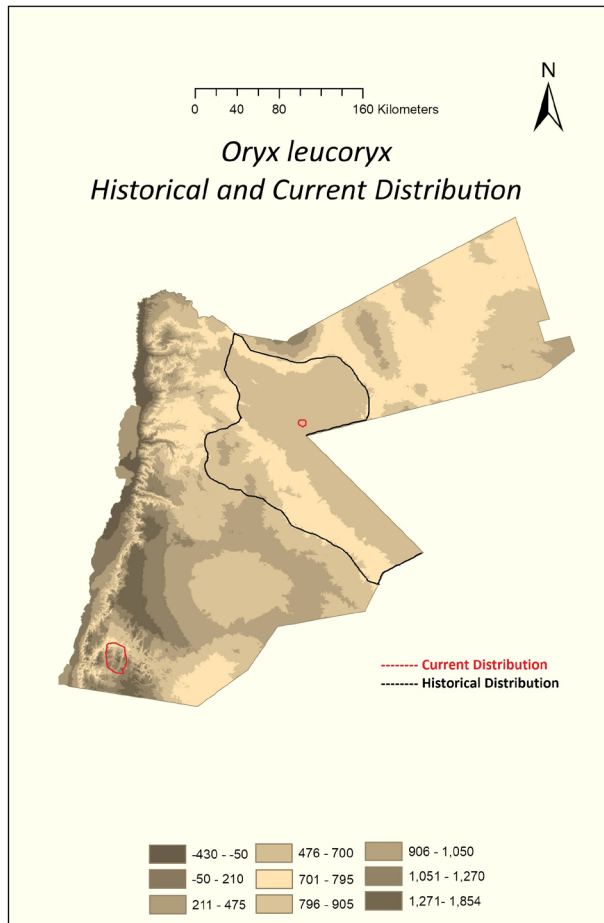 N
0 40 80 160 Kilometers
Oryx leucoryx
Historical and Current Distribution
-------- Current Distribution
-------- Historical Distribution
-430 - -50
-50 - 210
211 - 475
476 - 700
701 - 795
796 - 905
906 - 1,050
1,051 - 1,270
1,271- 1,854